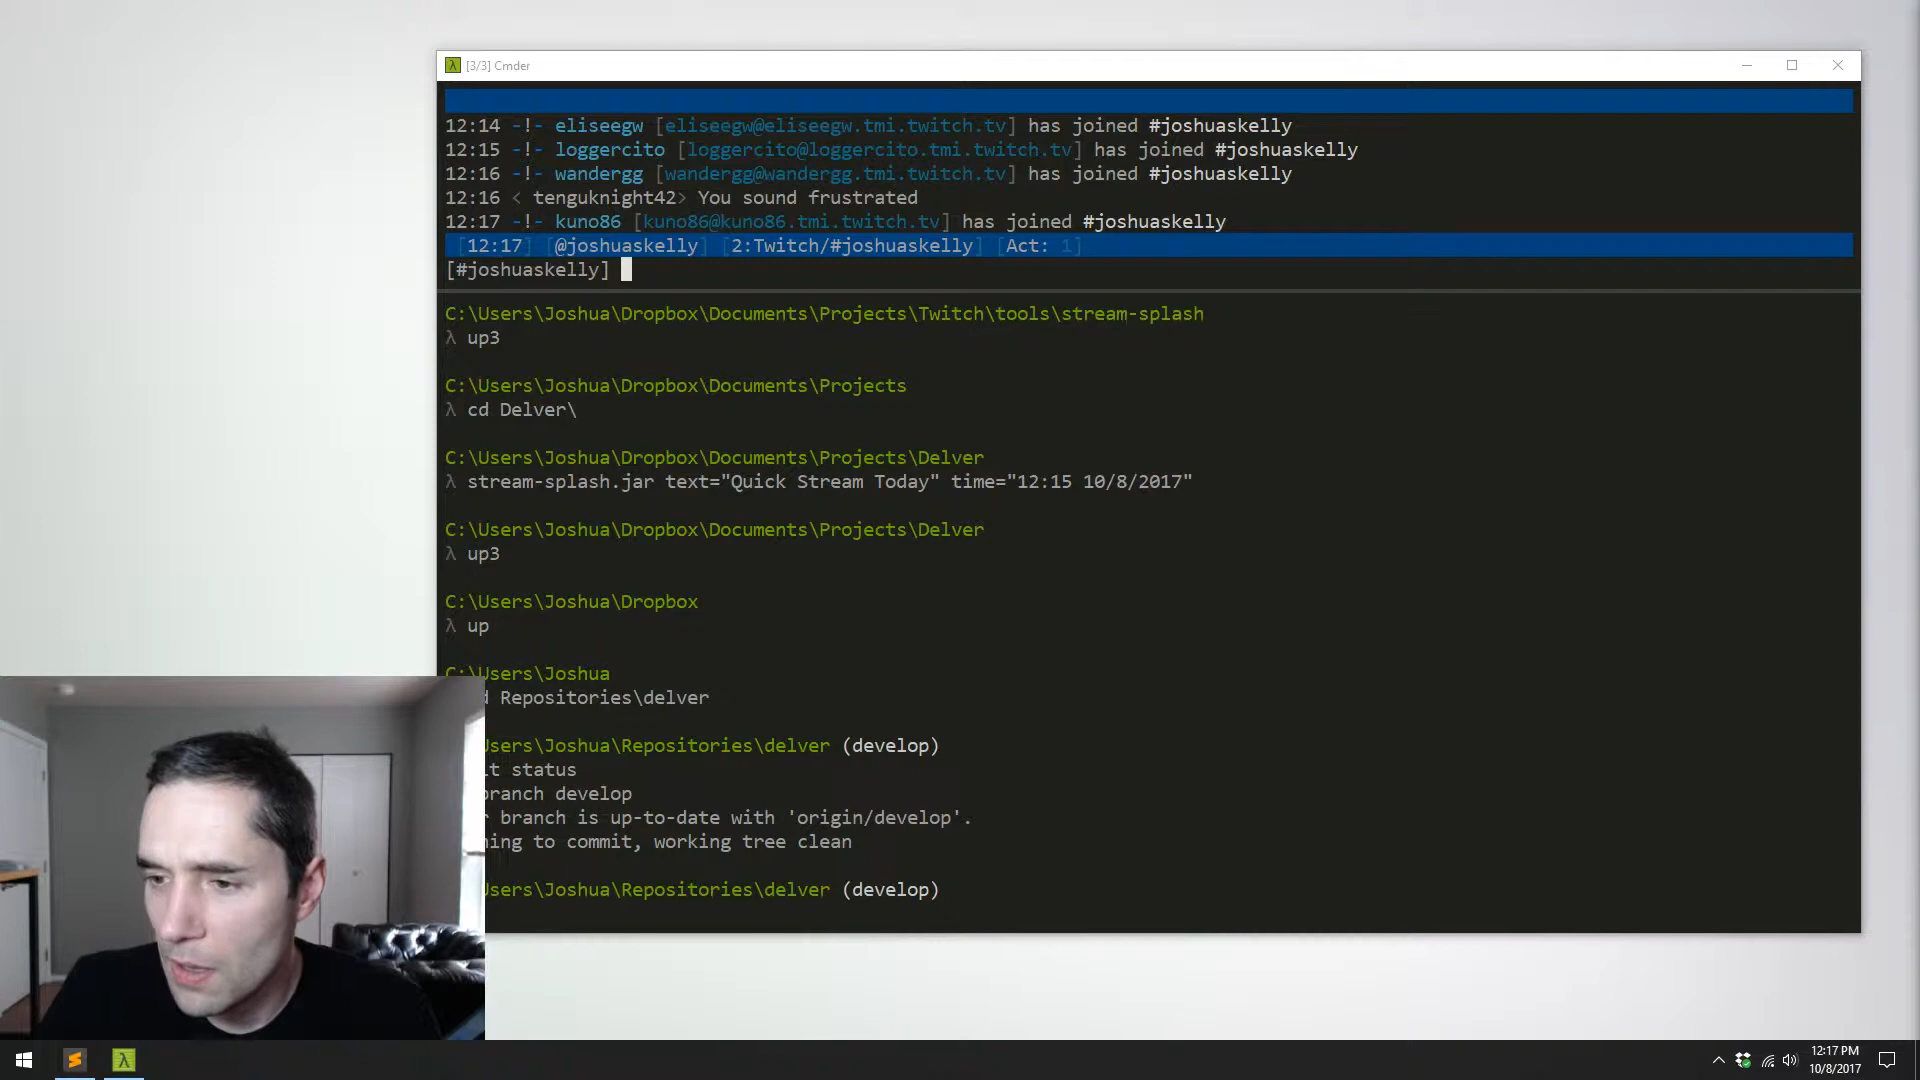 [3/3] Cmder
12:14 -!- eliseegw [eliseegw@eliseegw.tmi.twitch.tv] has joined #joshuaskelly
12:15 -!- loggercito [loggercito@loggercito.tmi.twitch.tv] has joined #joshuaskelly
12:16 -!- wandergg [wandergg@wandergg.tmi.twitch.tv] has joined #joshuaskelly
12:16 < tenguknight42> You sound frustrated
12:17 -!- kuno86 [kuno86@kuno86.tmi.twitch.tv] has joined #joshuaskelly
[12:17] [@joshuaskelly] [2:Twitch/#joshuaskelly] [Act: 1]
[#joshuaskelly]
C:\Users\Joshua\Dropbox\Documents\Projects\Twitch\tools\stream-splash
λ up3
C:\Users\Joshua\Dropbox\Documents\Projects
λ cd Delver\
C:\Users\Joshua\Dropbox\Documents\Projects\Delver
λ stream-splash.jar text="Quick Stream Today" time="12:15 10/8/2017"
C:\Users\Joshua\Dropbox\Documents\Projects\Delver
λ up3
C:\Users\Joshua\Dropbox
λ up
C:\Users\Joshua
d Repositories\delver
sers\Joshua\Repositories\delver (develop)
t status
branch develop
r branch is up-to-date with 'origin/develop'.
ing to commit, working tree clean
sers\Joshua\Repositories\delver (develop)
12:17 PM
10/8/2017